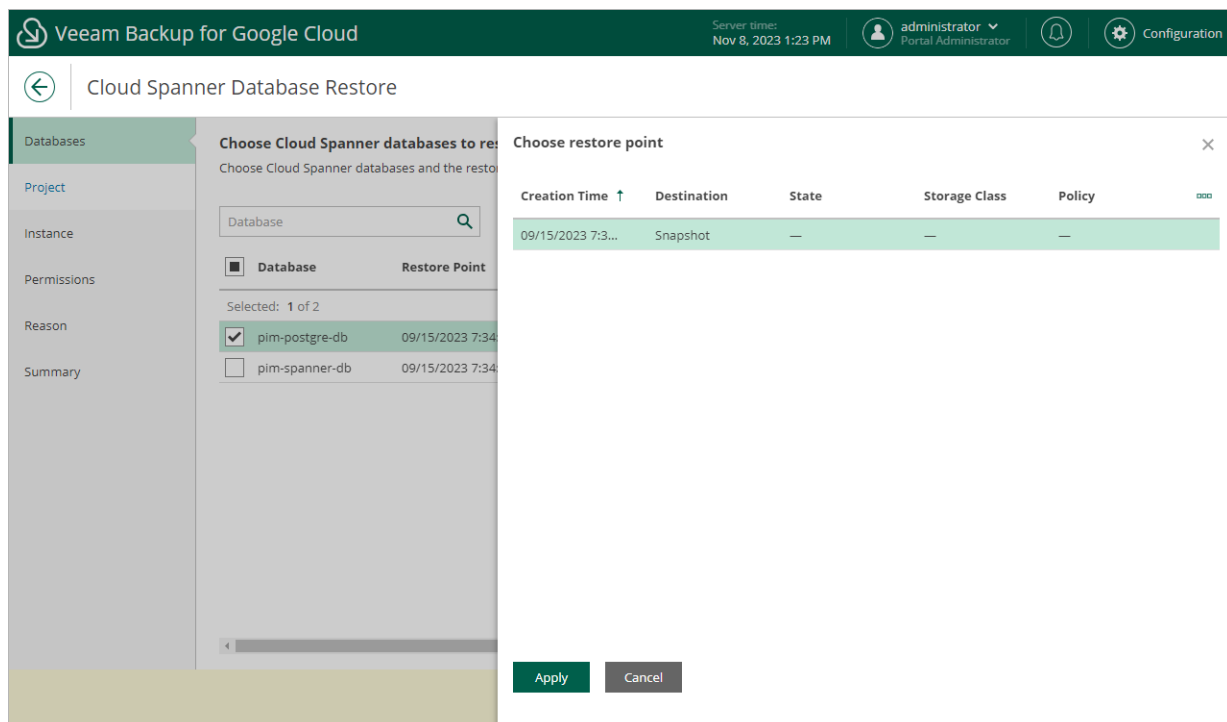 Veeam Backup for Google Cloud
Server time:
Nov 8, 2023 1:23 PM
administrator
Portal Administrator
Configuration
Cloud Spanner Database Restore
Databases
Project
Instance
Permissions
Reason
Summary
Choose Cloud Spanner databases to res
Choose Cloud Spanner databases and the resto
Database
Database Restore Point
Selected: 1 of 2
pim-postgre-db 09/15/2023 7:34:
pim-spanner-db 09/15/2023 7:34:
Choose restore point
Creation Time ↑ Destination State Storage Class Policy
09/15/2023 7:3... Snapshot — — —
Apply Cancel